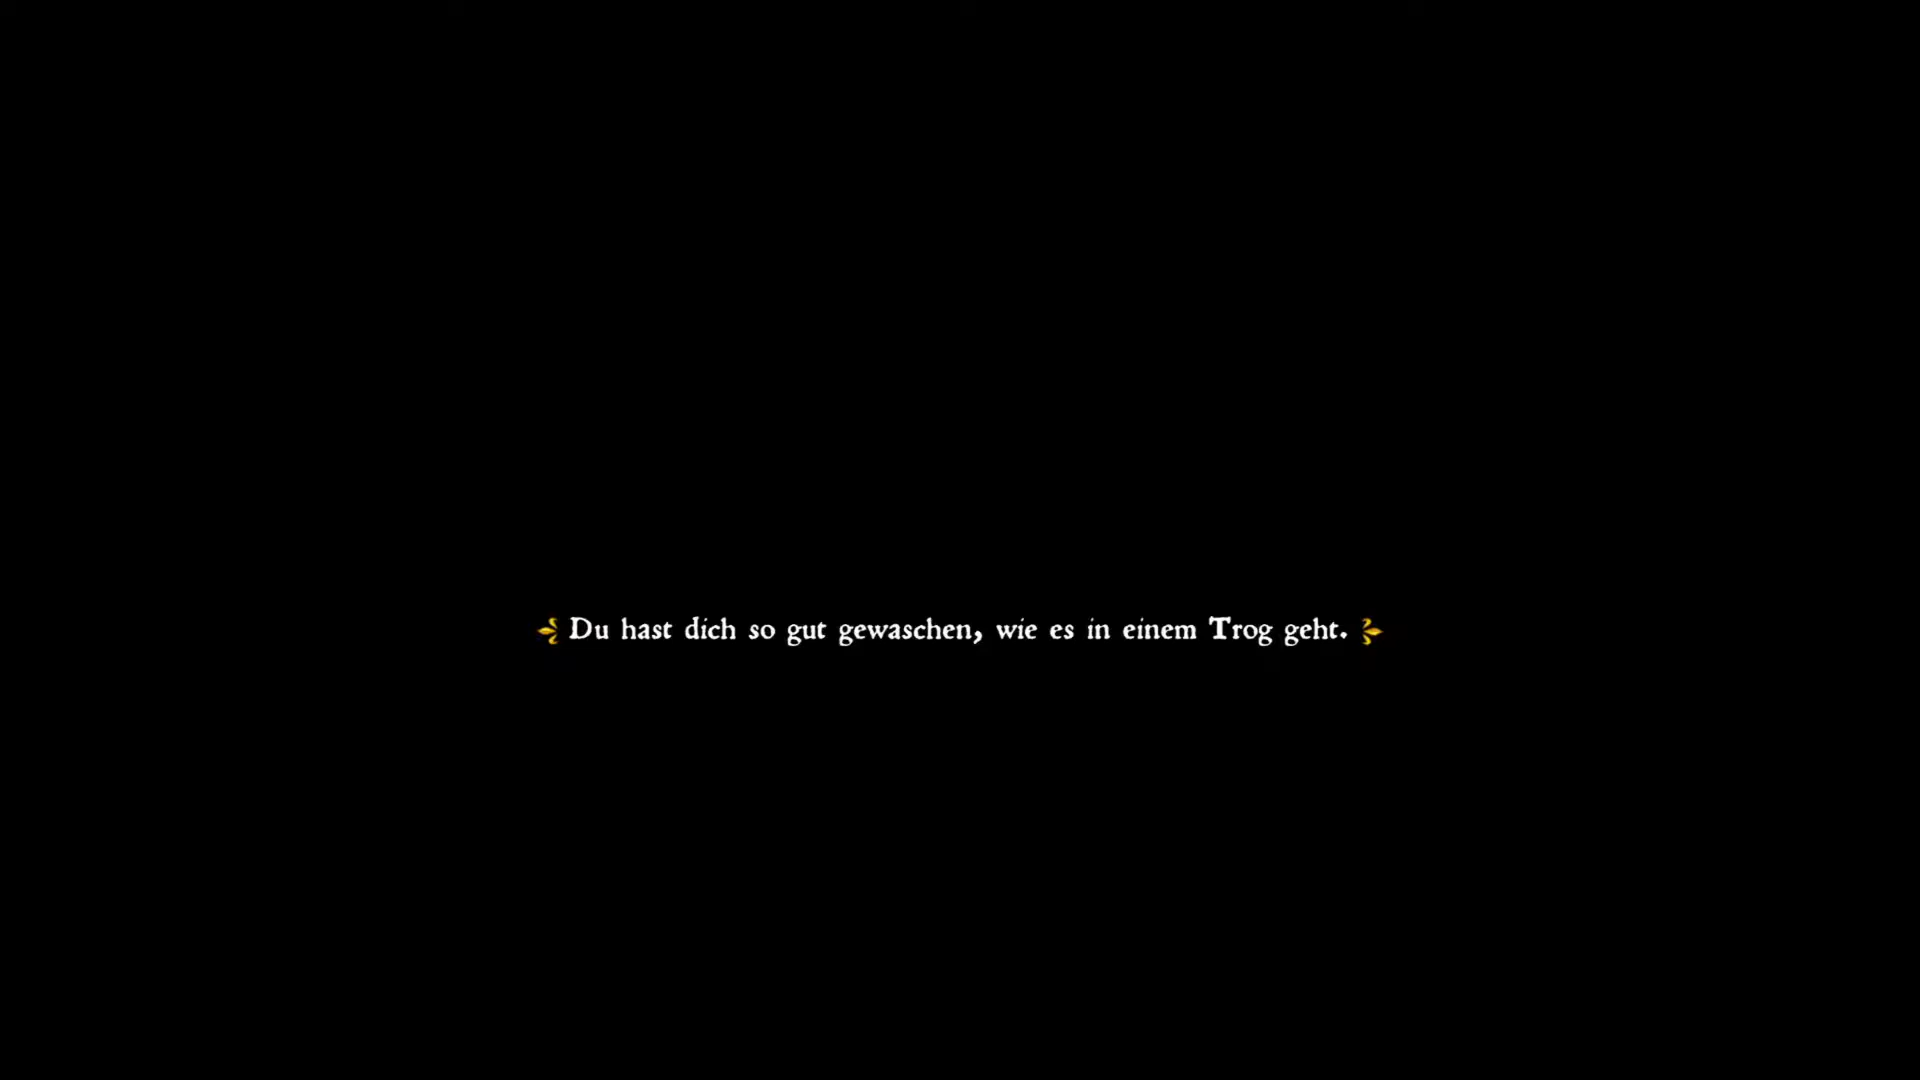 Du hast dich so gut gewaschen, wie es in einem Trog geht.